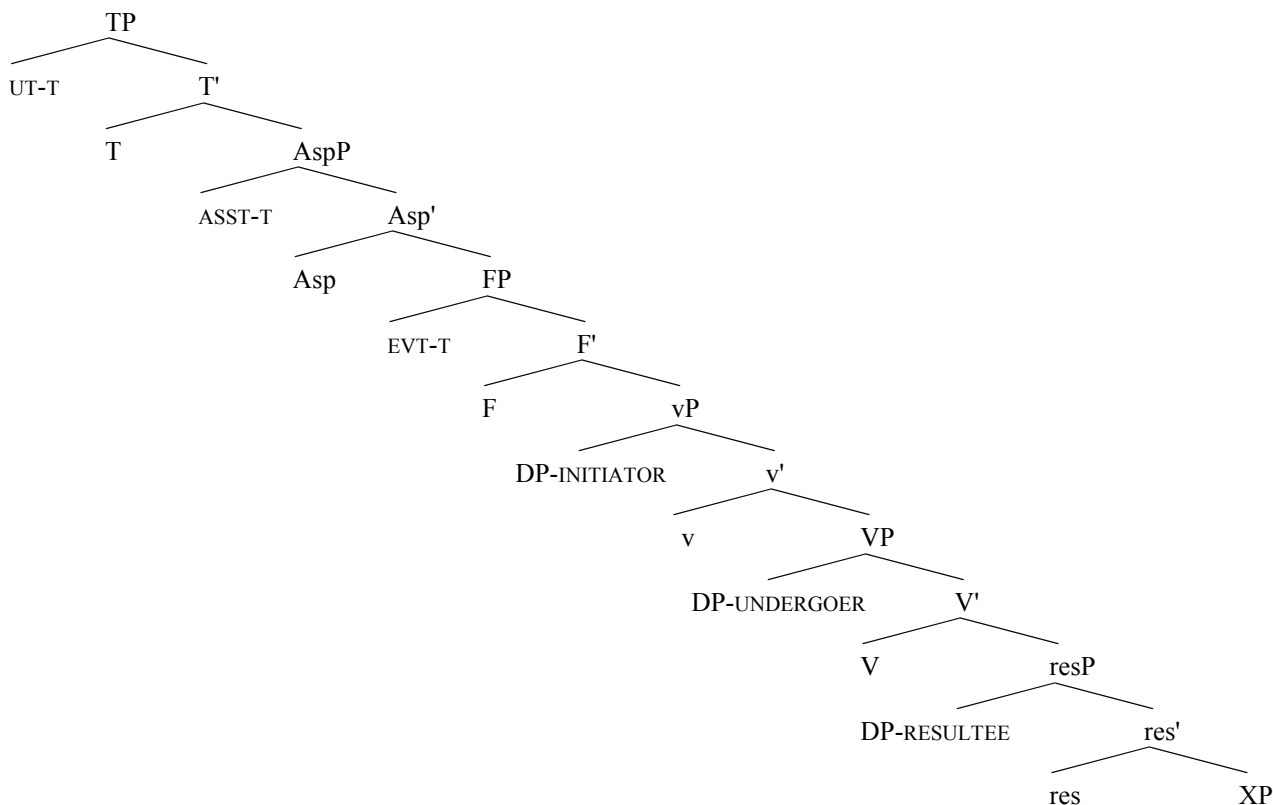 TP
UT-T T'
T AspP
ASST-T Asp'
Asp FP
EVT-T F'
F vP
DP-INITIATOR v'
v VP
DP-UNDERGOER V'
V resP
DP-RESULTEE res'
res XP